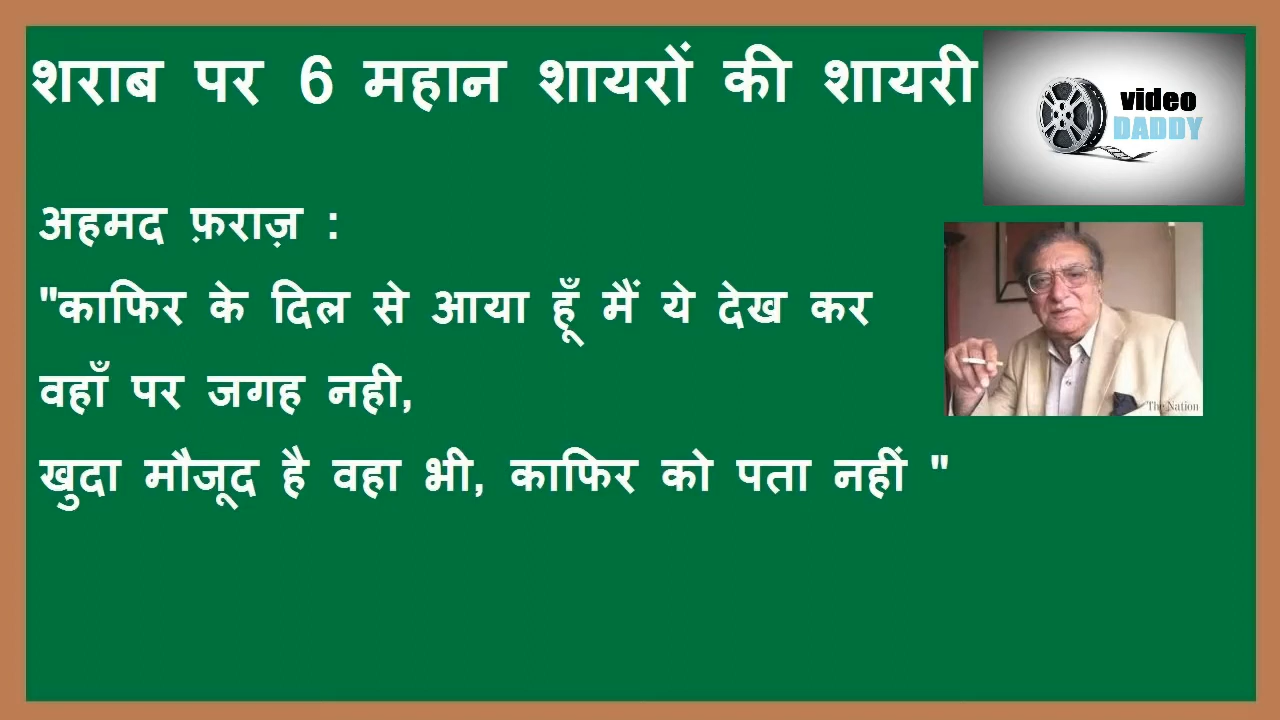 शराब पर 6 महान शायरों की शायरी
video
DADDY
अहमद फ़राज़ :
"काफिर के दिल से आया हूँ मैं ये देख कर
वहाँ पर जगह नही,
खुदा मौजूद है वहा भी, काफिर को पता नहीं "
The Nation